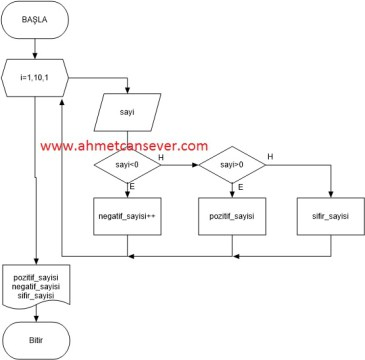 BAŞLA
i=1,10,1
sayi
www.ahmetcansever.com
sayi<0
H
sayi>0
H
E
E
negatif_sayisi++
pozitif_sayisi
sifir_sayisi
pozitif_sayisi
negatif_sayisi
sifir_sayisi
Bitir